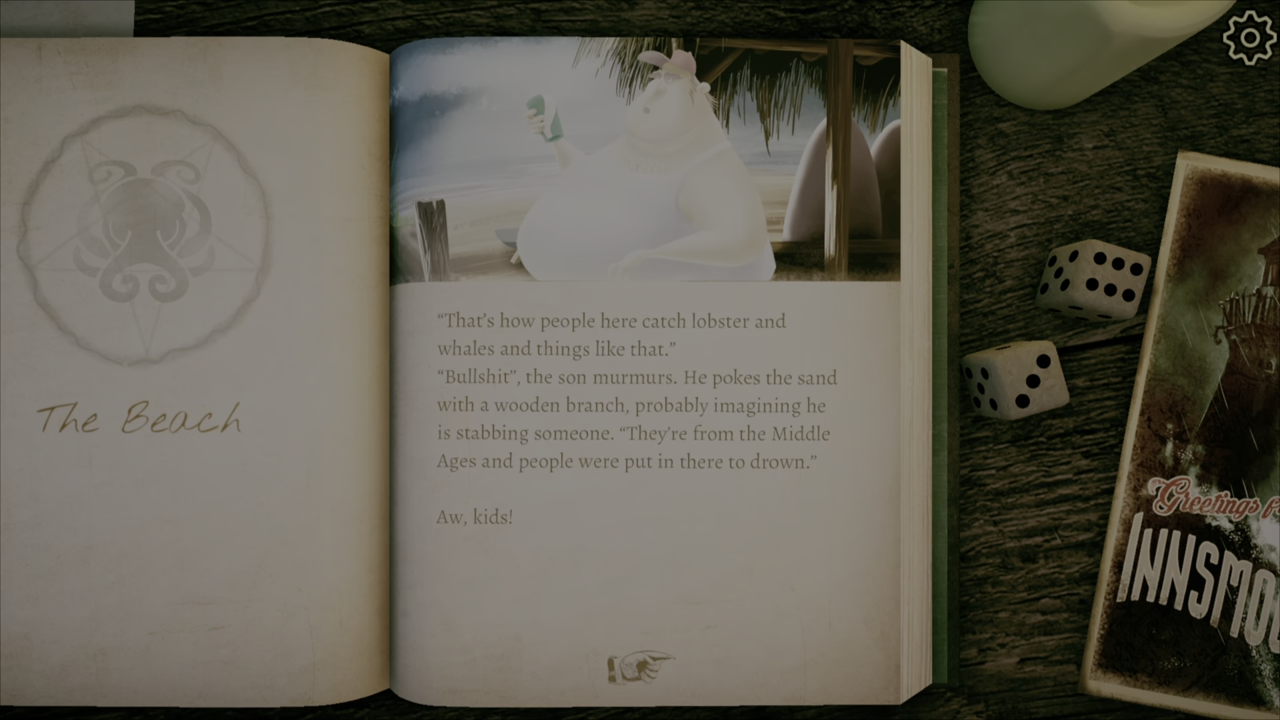 The Beach
“That’s how people here catch lobster and
whales and things like that.”
“Bullshit”, the son murmurs. He pokes the sand
with a wooden branch, probably imagining he
is stabbing someone. “They’re from the Middle
Ages and people were put in there to drown.”
Aw, kids!
Greetings